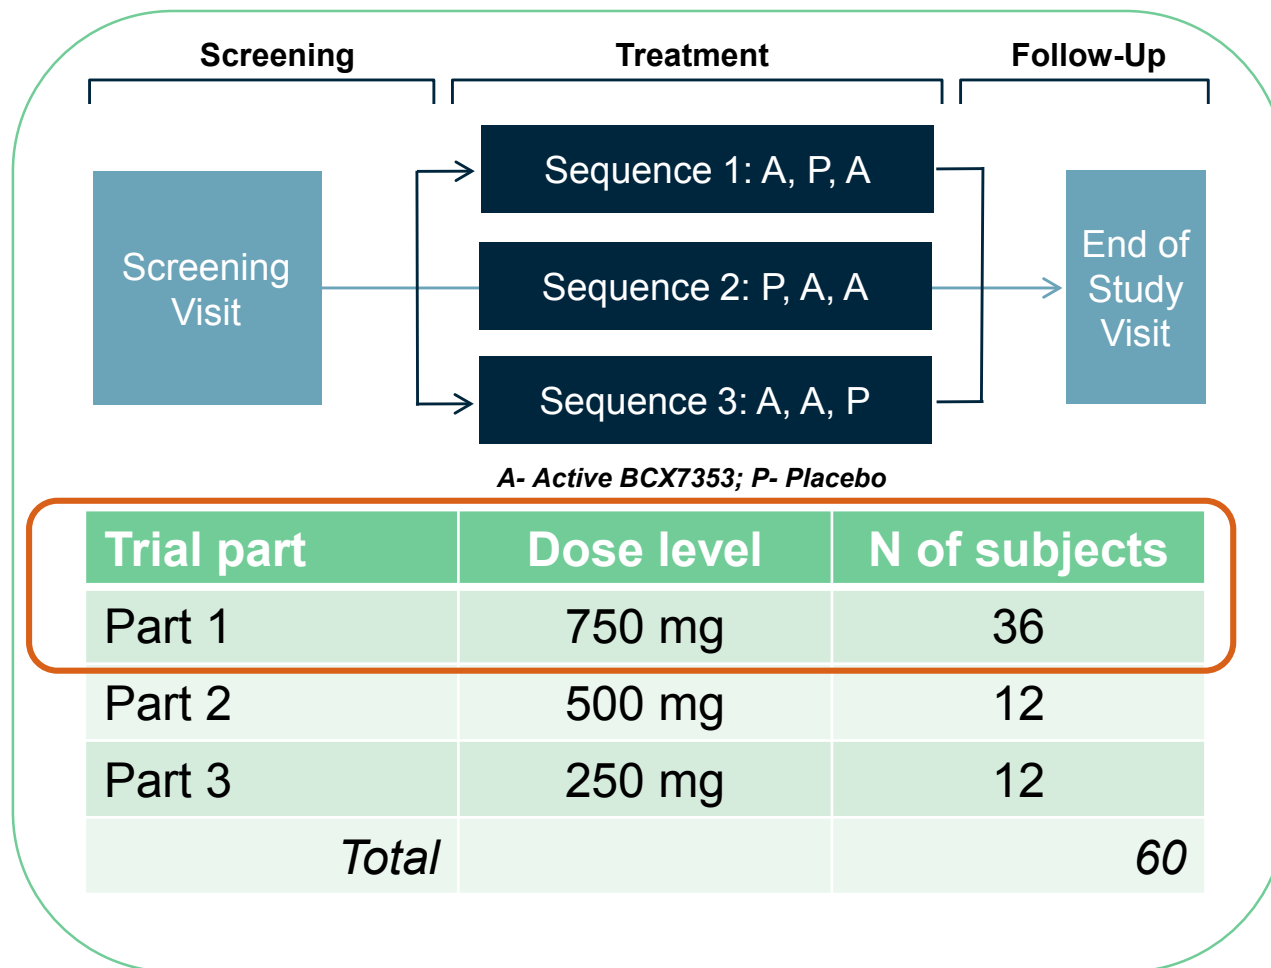 Screening Treatment Follow-Up
Screening
Visit
Sequence 1: A, P, A
Sequence 2: P, A, A
Sequence 3: A, A, P
End of
Study
Visit
A- Active BCX7353; P- Placebo
Trial part Dose level N of subjects
Part 1 750 mg 36
Part 2 500 mg 12
Part 3 250 mg 12
Total 60